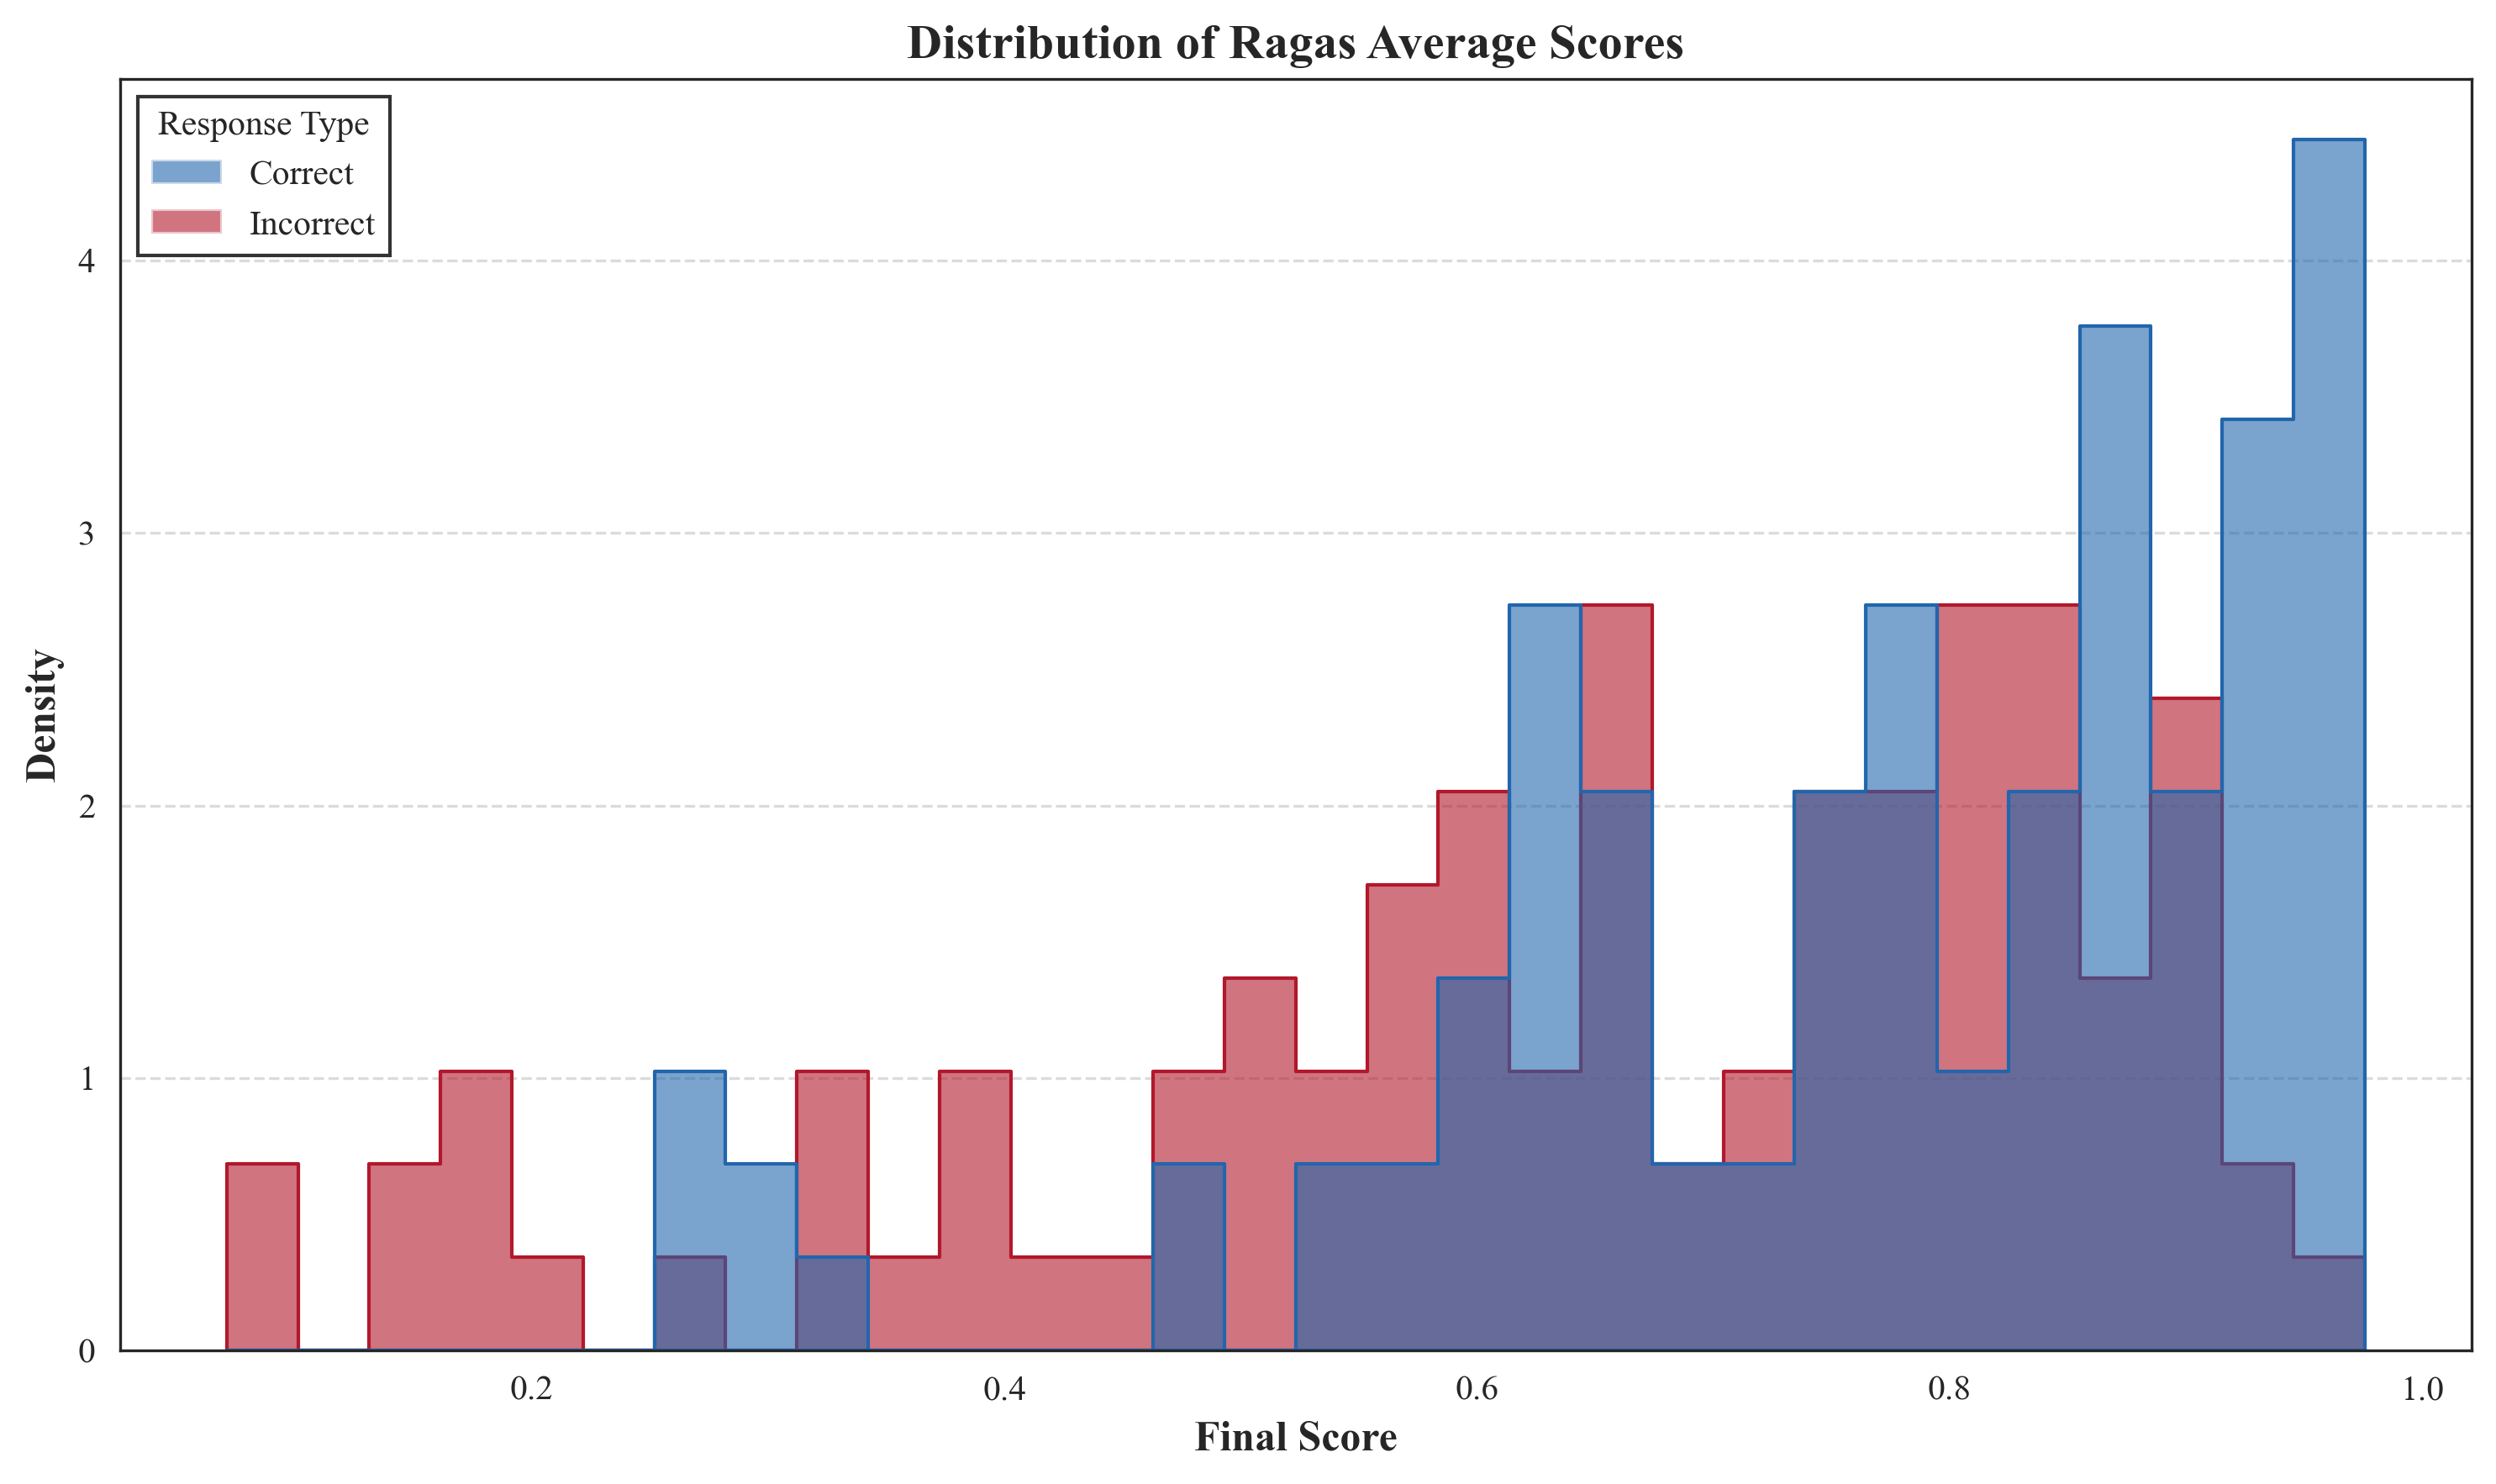 Distribution of Ragas Average Scores
Response Type
Correct
Incorrect
4
3
2
1
0
Density
0.2 0.4 0.6 0.8 1.0
Final Score